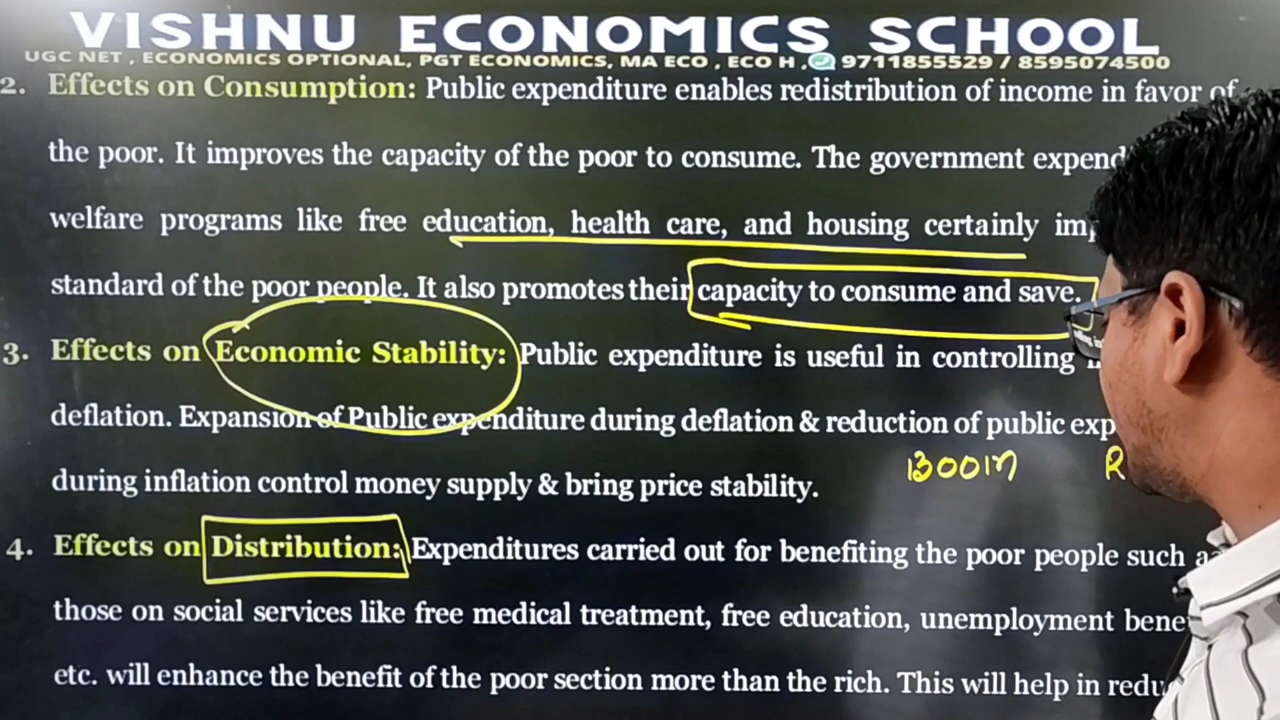 VISHNU ECONOMICS SCHOOL
UGC NET , ECONOMICS OPTIONAL, PGT ECONOMICS, MA ECO , ECO H , 9711855529 / 8595074500
2. Effects on Consumption: Public expenditure enables redistribution of income in favor of
the poor. It improves the capacity of the poor to consume. The government expend
welfare programs like free education, health care, and housing certainly im
standard of the poor people. It also promotes their capacity to consume and save.
3. Effects on Economic Stability: Public expenditure is useful in controlling
deflation. Expansion of Public expenditure during deflation & reduction of public exp
during inflation control money supply & bring price stability.
R
4. Effects on Distribution: Expenditures carried out for benefiting the poor people such as
those on social services like free medical treatment, free education, unemployment bene
etc. will enhance the benefit of the poor section more than the rich. This will help in redu